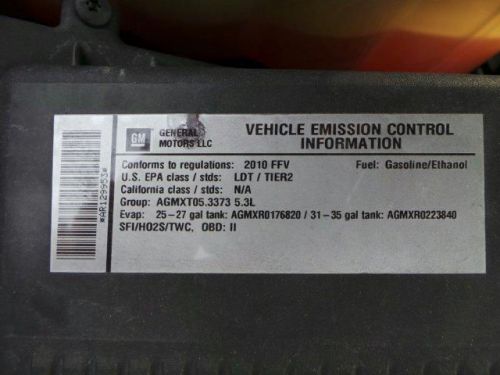 GM
GENERAL
MOTORS LLC
VEHICLE EMISSION CONTROL
INFORMATION
Conforms to regulations: 2010 FFV Fuel: Gasoline/Ethanol
U.S. EPA class / stds: LDT / TIER2
California class / stds: N/A
Group: AGMXT05.3373 5.3L
Evap: 25-27 gal tank: AGMXR0176820 / 31-35 gal tank: AGMXR0223840
SFI/HO2S/TWC, OBD: II
*AR129953*